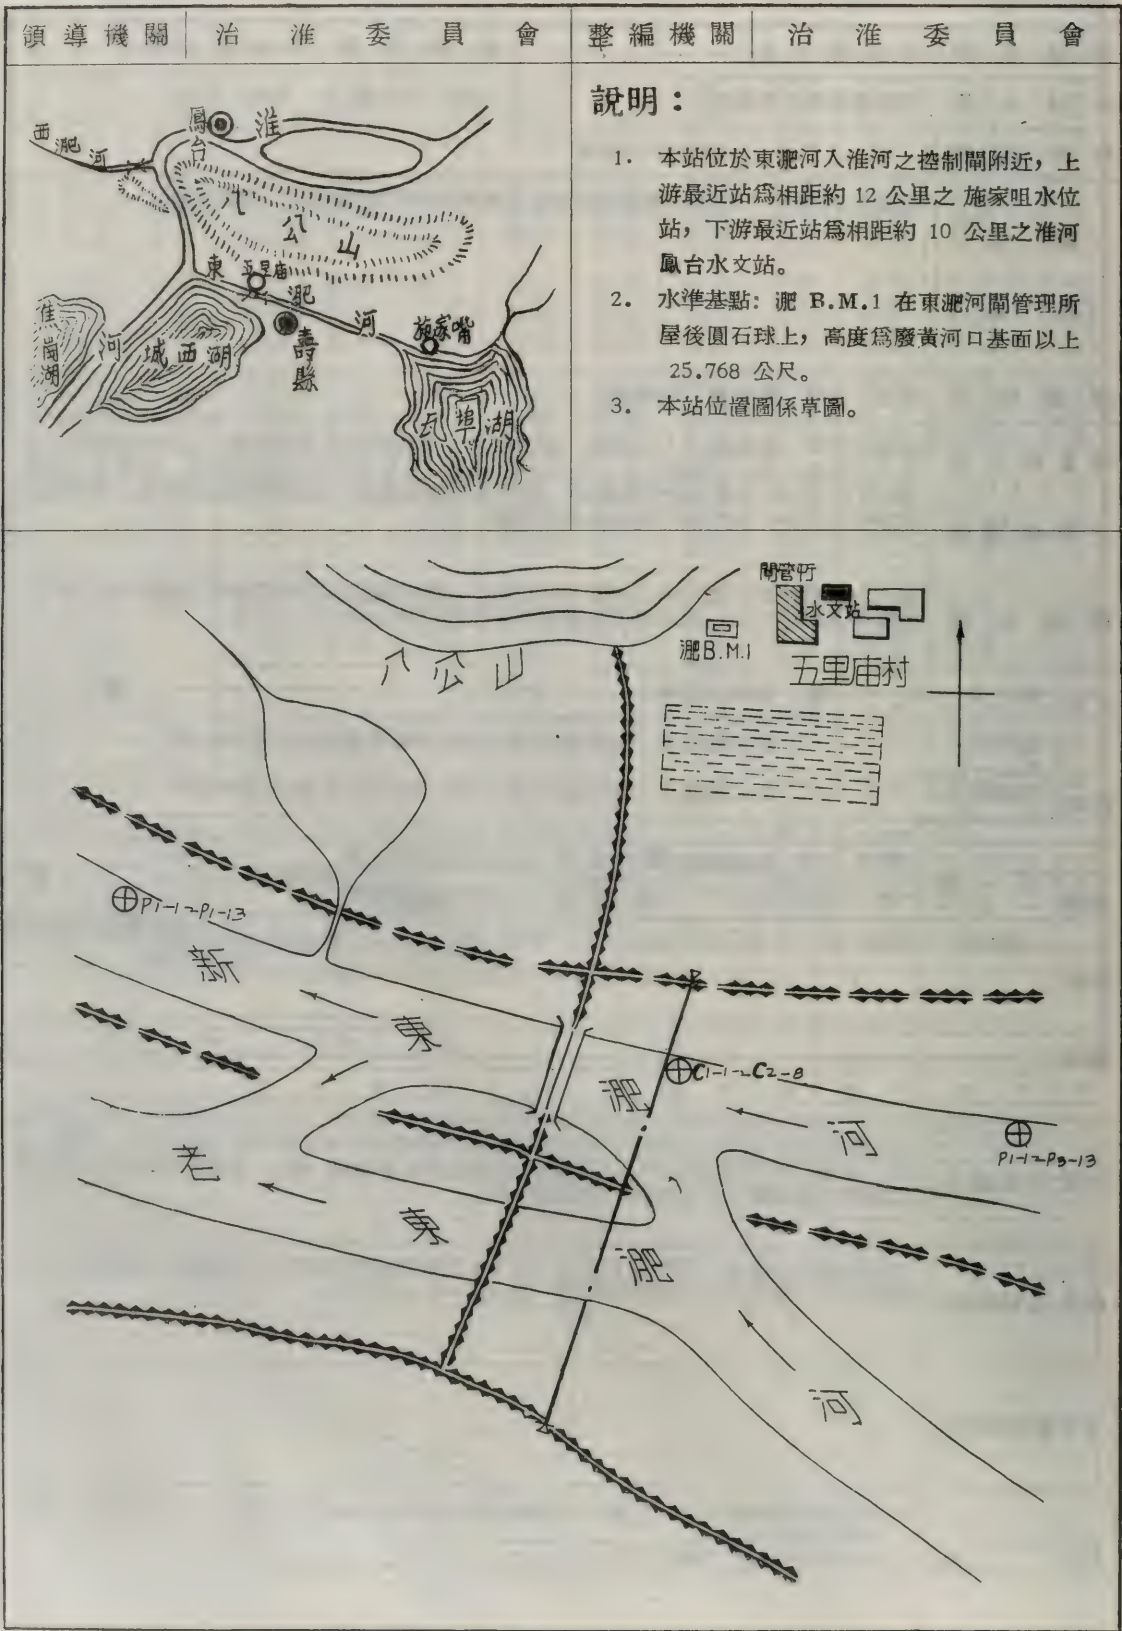 領導機關 治淮委員會 整編機關 治淮委員會
說明：
1. 本站位於東淝河入淮河之控制閘附近，上
游最近站爲相距約 12 公里之 施家咀水位
站，下游最近站爲相距約 10 公里之淮河
鳳台水文站。
2. 水準基點: 淝 B.M.1 在東淝河閘管理所
屋後圓石球上，高度爲廢黃河口基面以上
25.768 公尺。
3. 本站位置圖係草圖。
西淝河
鳳台
淮
八公山
東淝河
五里庙
壽縣
施家嘴
焦崗湖
河
城西湖
瓦埠湖
閘管所
水文站
淝B.M.1
五里庙村
八公山
P1-1~P1-13
新東淝河
C1-1~C2-8
P1-1~P3-13
老東淝河